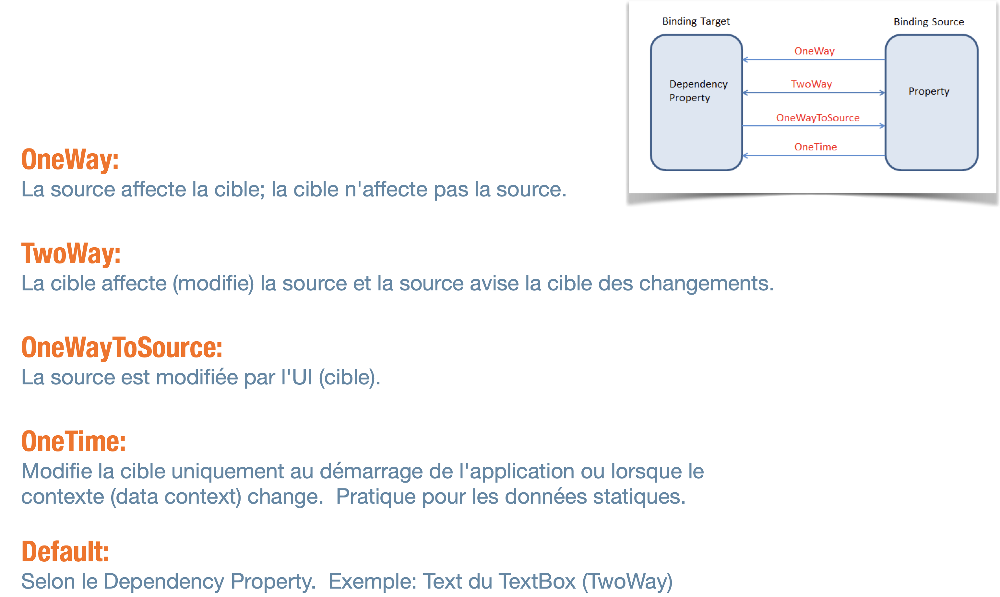 Binding Target
Binding Source
OneWay
TwoWay
OneWayToSource
OneTime
Dependency
Property
Property
OneWay:
La source affecte la cible; la cible n'affecte pas la source.
TwoWay:
La cible affecte (modifie) la source et la source avise la cible des changements.
OneWayToSource:
La source est modifiée par l'UI (cible).
OneTime:
Modifie la cible uniquement au démarrage de l'application ou lorsque le
contexte (data context) change.  Pratique pour les données statiques.
Default:
Selon le Dependency Property.  Exemple: Text du TextBox (TwoWay)